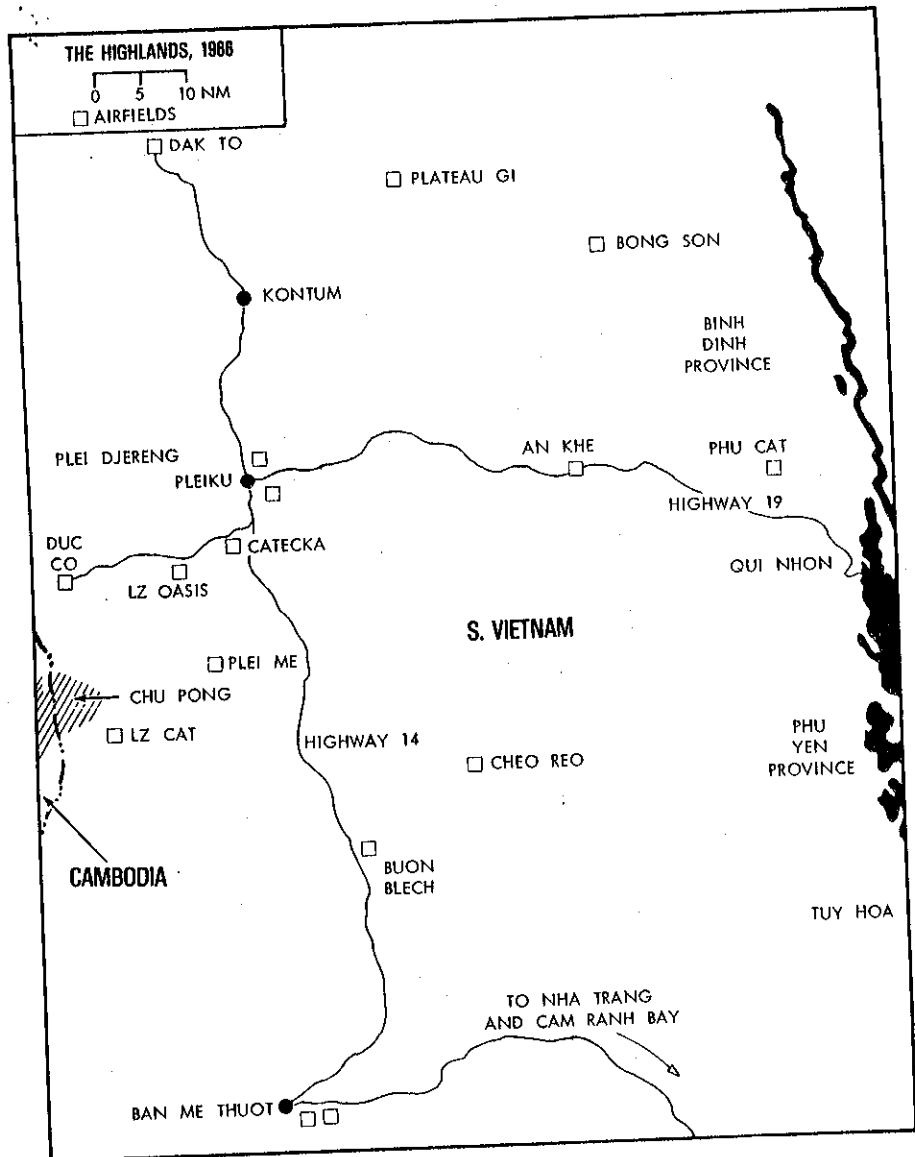 THE HIGHLANDS, 1966
0 5 10 NM
AIRFIELDS
DAK TO
PLATEAU GI
BONG SON
KONTUM
BINH
DINH
PROVINCE
PLEI DJERENG
PLEIKU
AN KHE
PHU CAT
HIGHWAY 19
DUC
CO
CATECKA
LZ OASIS
QUI NHON
S. VIETNAM
PLEI ME
CHU PONG
LZ CAT
HIGHWAY 14
CHEO REO
PHU
YEN
PROVINCE
CAMBODIA
BUON
BLECH
TUY HOA
TO NHA TRANG
AND CAM RANH BAY
BAN ME THUOT